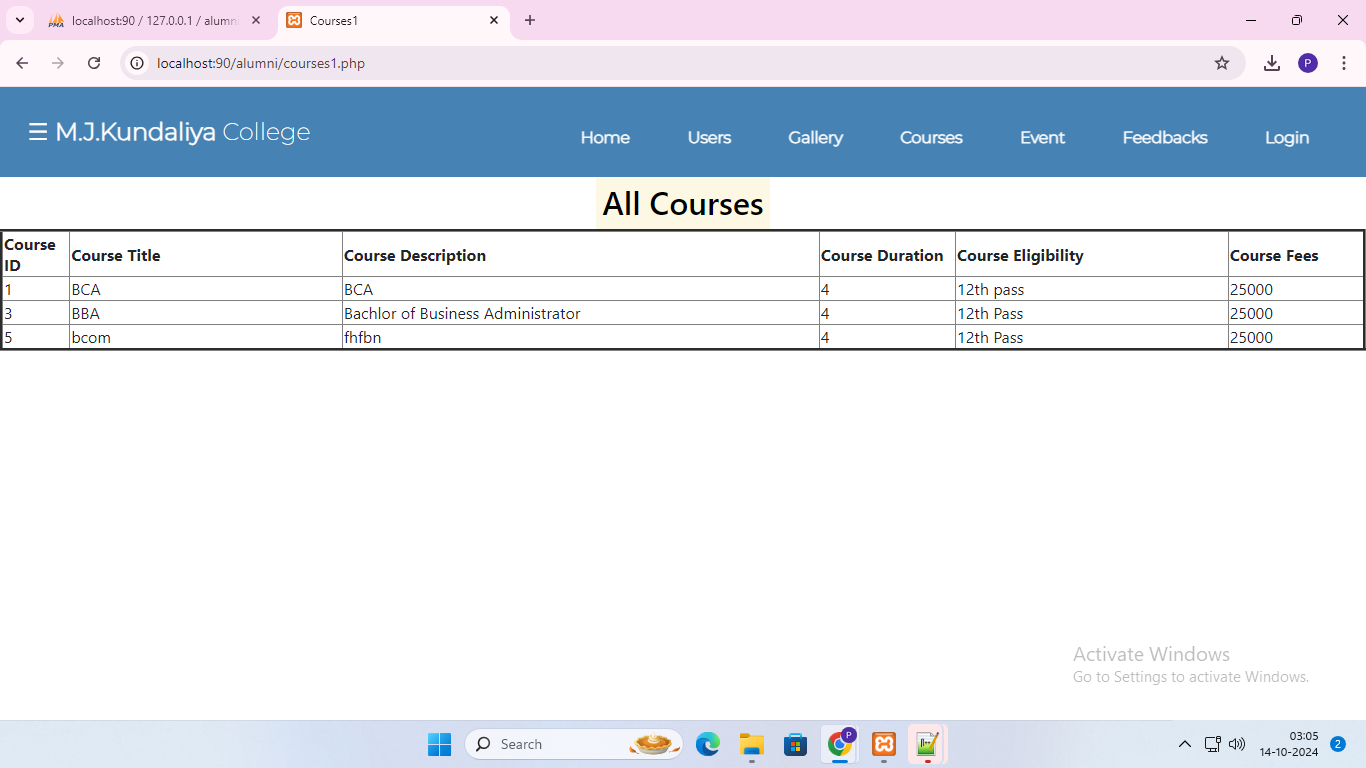 localhost:90 / 127.0.0.1 / alumn
Courses1
localhost:90/alumni/courses1.php
P
☰ M.J.Kundaliya College
Home Users Gallery Courses Event Feedbacks Login
All Courses
Course ID Course Title Course Description Course Duration Course Eligibility Course Fees
1 BCA BCA 4 12th pass 25000
3 BBA Bachlor of Business Administrator 4 12th Pass 25000
5 bcom fhfbn 4 12th Pass 25000
Activate Windows
Go to Settings to activate Windows.
Search
P
03:05
14-10-2024
2